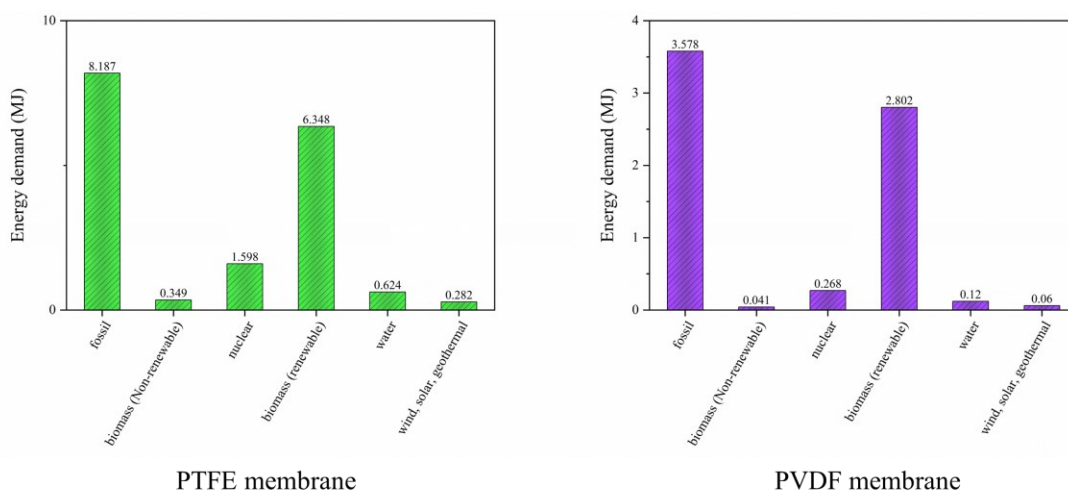 10
8.187
6.348
1.598
0.349
0.624
0.282
0
Energy demand (MJ)
fossil
biomass (Non-renewable)
nuclear
biomass (renewable)
water
wind, solar, geothermal
PTFE membrane
4
3.578
3
2.802
2
1
0.041
0.268
0.12
0.06
0
Energy demand (MJ)
fossil
biomass (Non-renewable)
nuclear
biomass (renewable)
water
wind, solar, geothermal
PVDF membrane